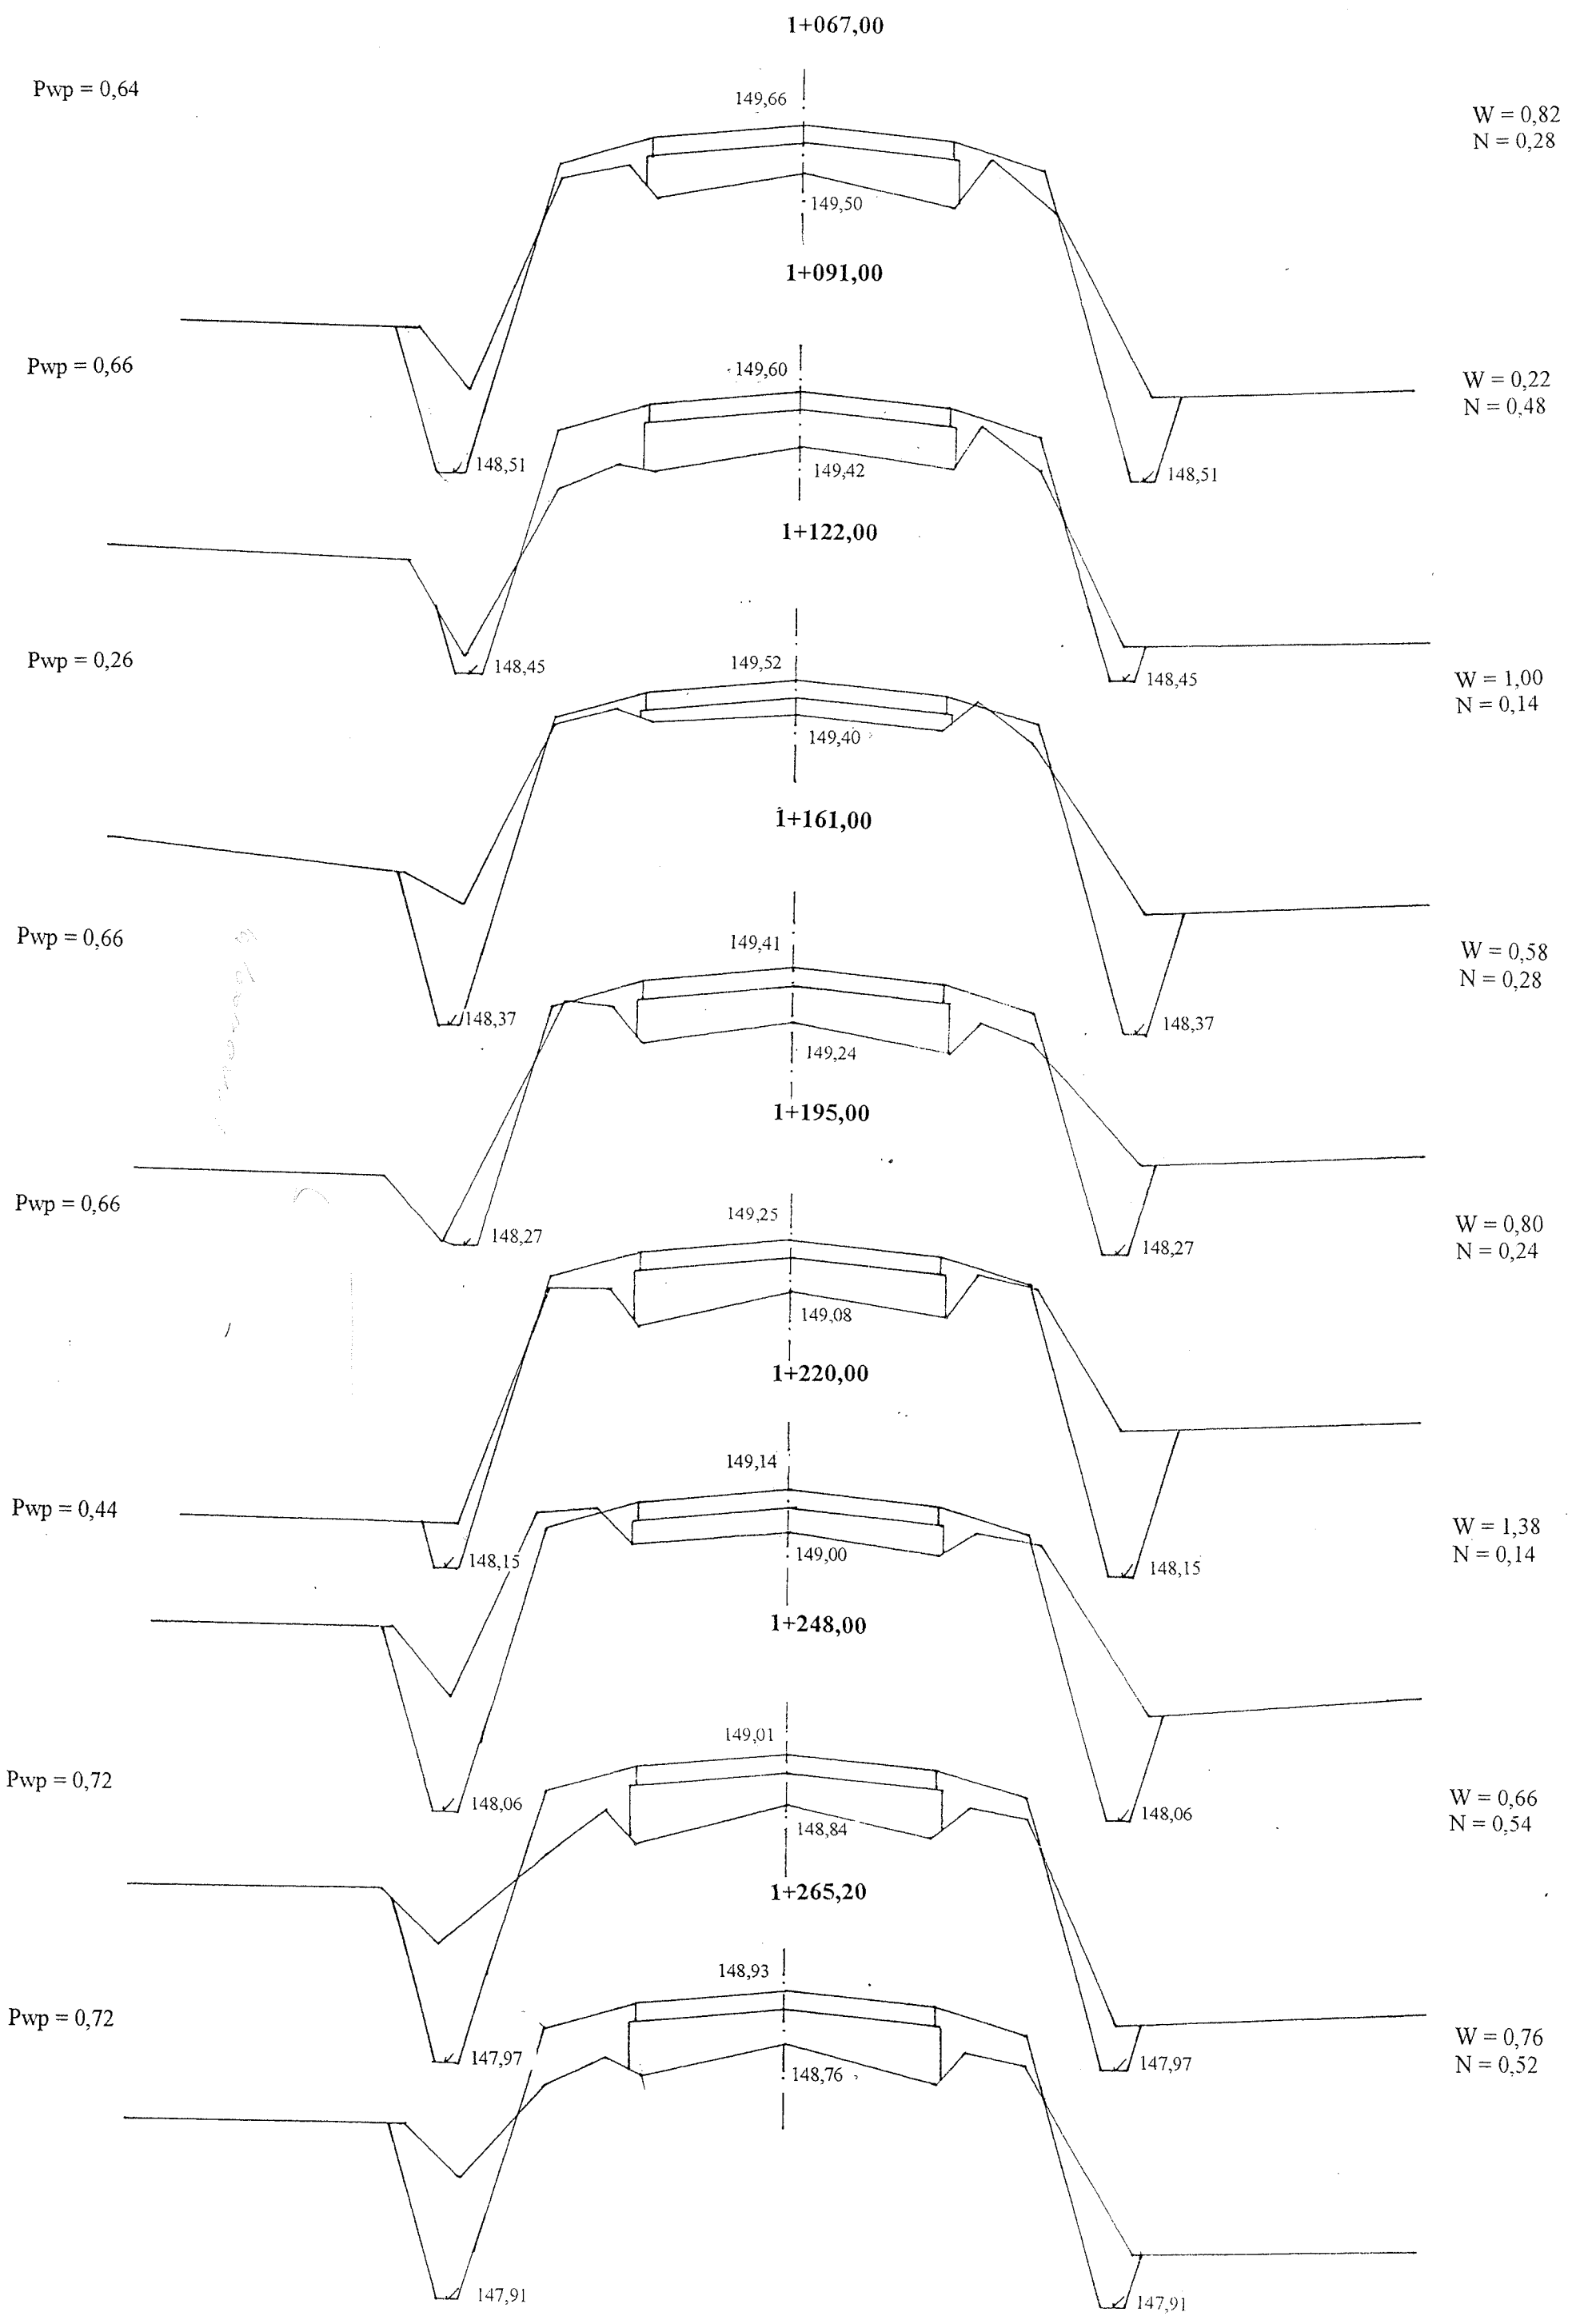 1+067,00
Pwp = 0,64
149,66
W = 0,82
N = 0,28
149,50
148,51
148,51
1+091,00
Pwp = 0,66
149,60
W = 0,22
N = 0,48
149,42
148,45
148,45
1+122,00
Pwp = 0,26
149,52
W = 1,00
N = 0,14
149,40
148,37
148,37
1+161,00
Pwp = 0,66
149,41
W = 0,58
N = 0,28
149,24
148,27
148,27
1+195,00
Pwp = 0,66
149,25
W = 0,80
N = 0,24
149,08
148,15
148,15
1+220,00
Pwp = 0,44
149,14
W = 1,38
N = 0,14
149,00
148,06
148,06
1+248,00
Pwp = 0,72
149,01
W = 0,66
N = 0,54
148,84
147,97
147,97
1+265,20
Pwp = 0,72
148,93
W = 0,76
N = 0,52
148,76
147,91
147,91